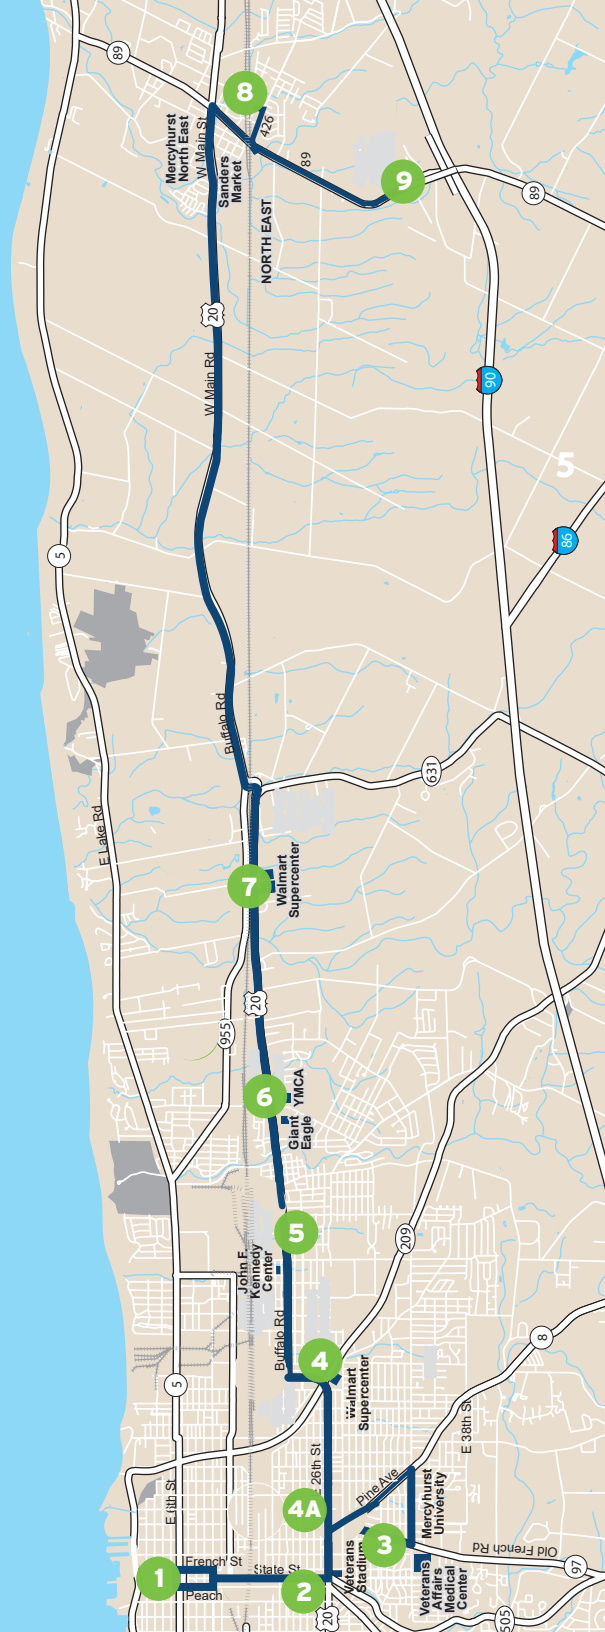 89
8
Mercyhurst
North East
W Main St
426
Sanders
Market
89
9
89
NORTH EAST
20
W Main Rd
90
5
86
5
Buffalo Rd
631
E Lake Rd
7
Walmart
Supercenter
20
955
6
YMCA
Giant
Eagle
5
John F.
Kennedy
Center
209
Buffalo Rd
8
4
Walmart
Supercenter
5
E 38th St
E 26th St
Pine Ave
4A
E 6th St
Mercyhurst
University
3
Old French Rd
Veterans
Stadium
Veterans
Affairs
Medical
Center
97
French St
State St
1
2
Peach
20
505